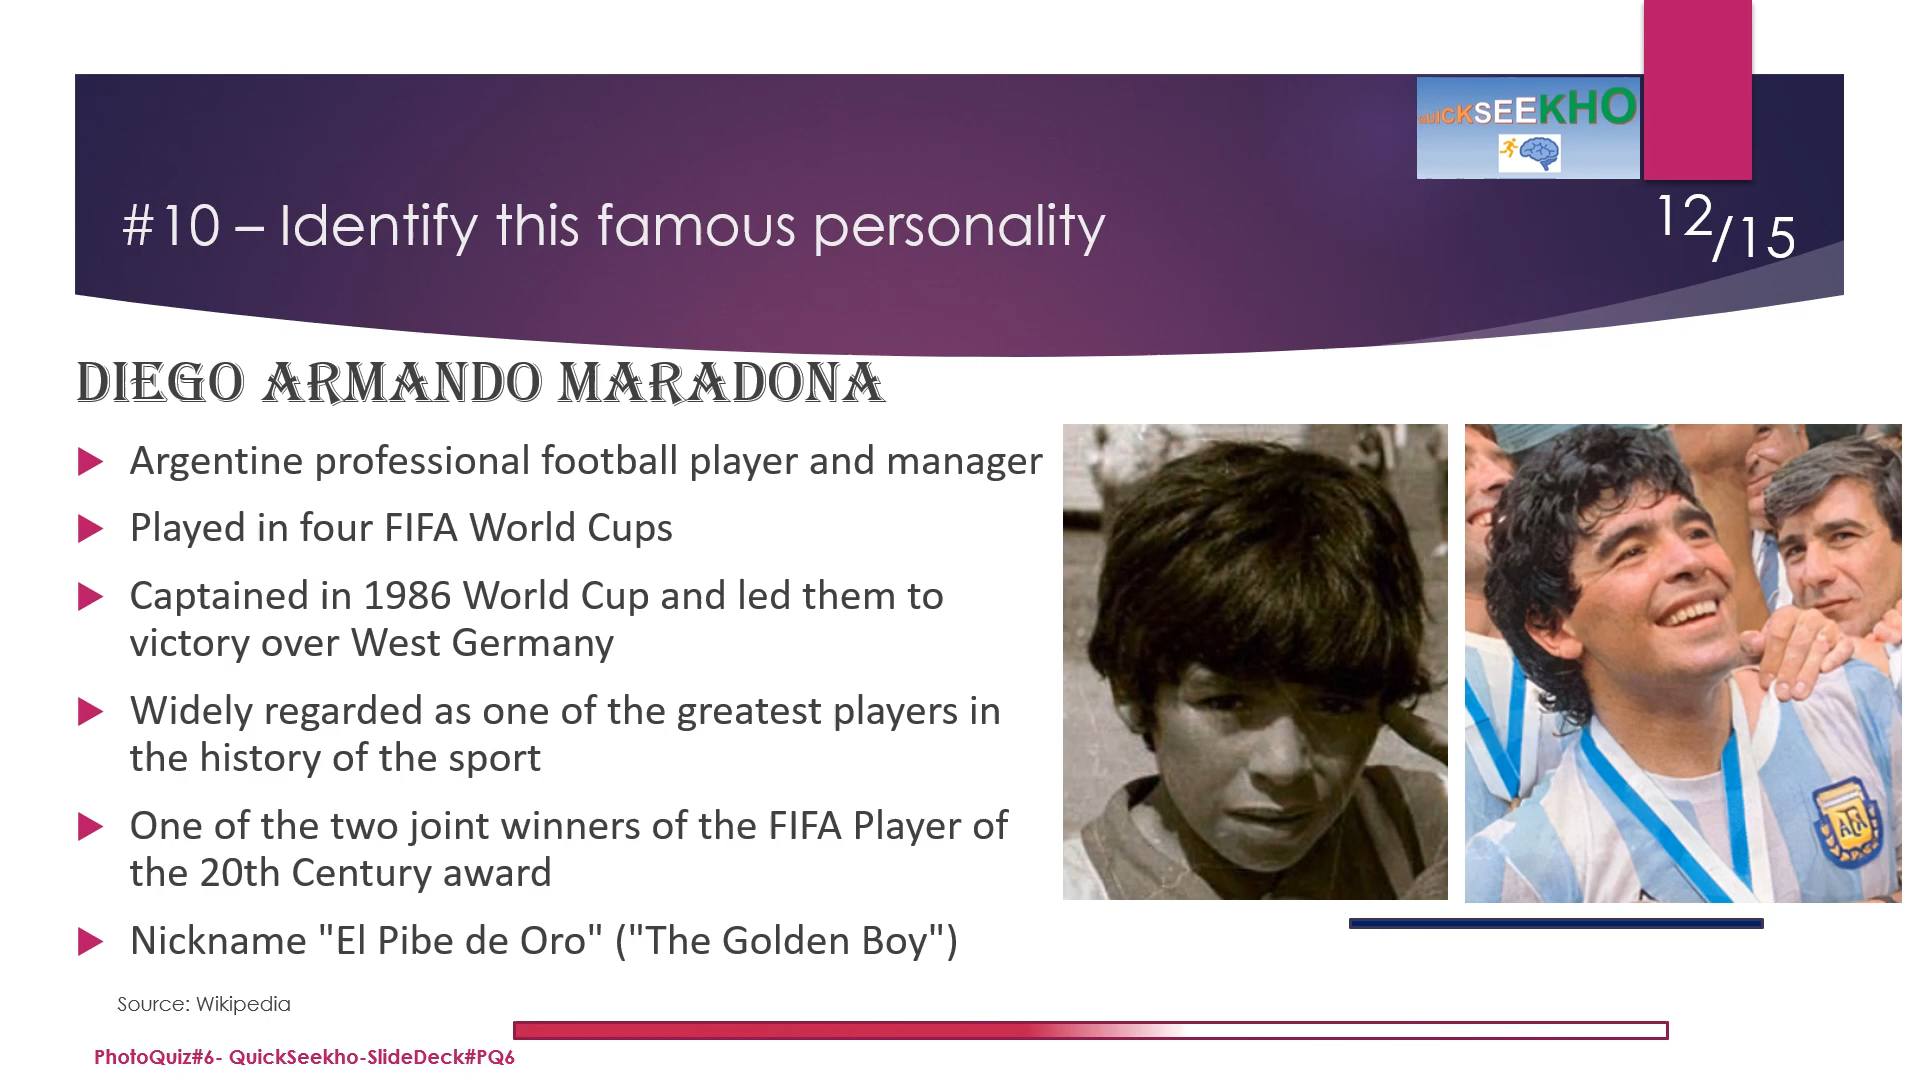 QUICKSEEKHO
#10 – Identify this famous personality
12/15
DIEGO ARMANDO MARADONA
Argentine professional football player and manager
Played in four FIFA World Cups
Captained in 1986 World Cup and led them to
victory over West Germany
Widely regarded as one of the greatest players in
the history of the sport
One of the two joint winners of the FIFA Player of
the 20th Century award
Nickname "El Pibe de Oro" ("The Golden Boy")
AFA
Source: Wikipedia
PhotoQuiz#6- QuickSeekho-SlideDeck#PQ6